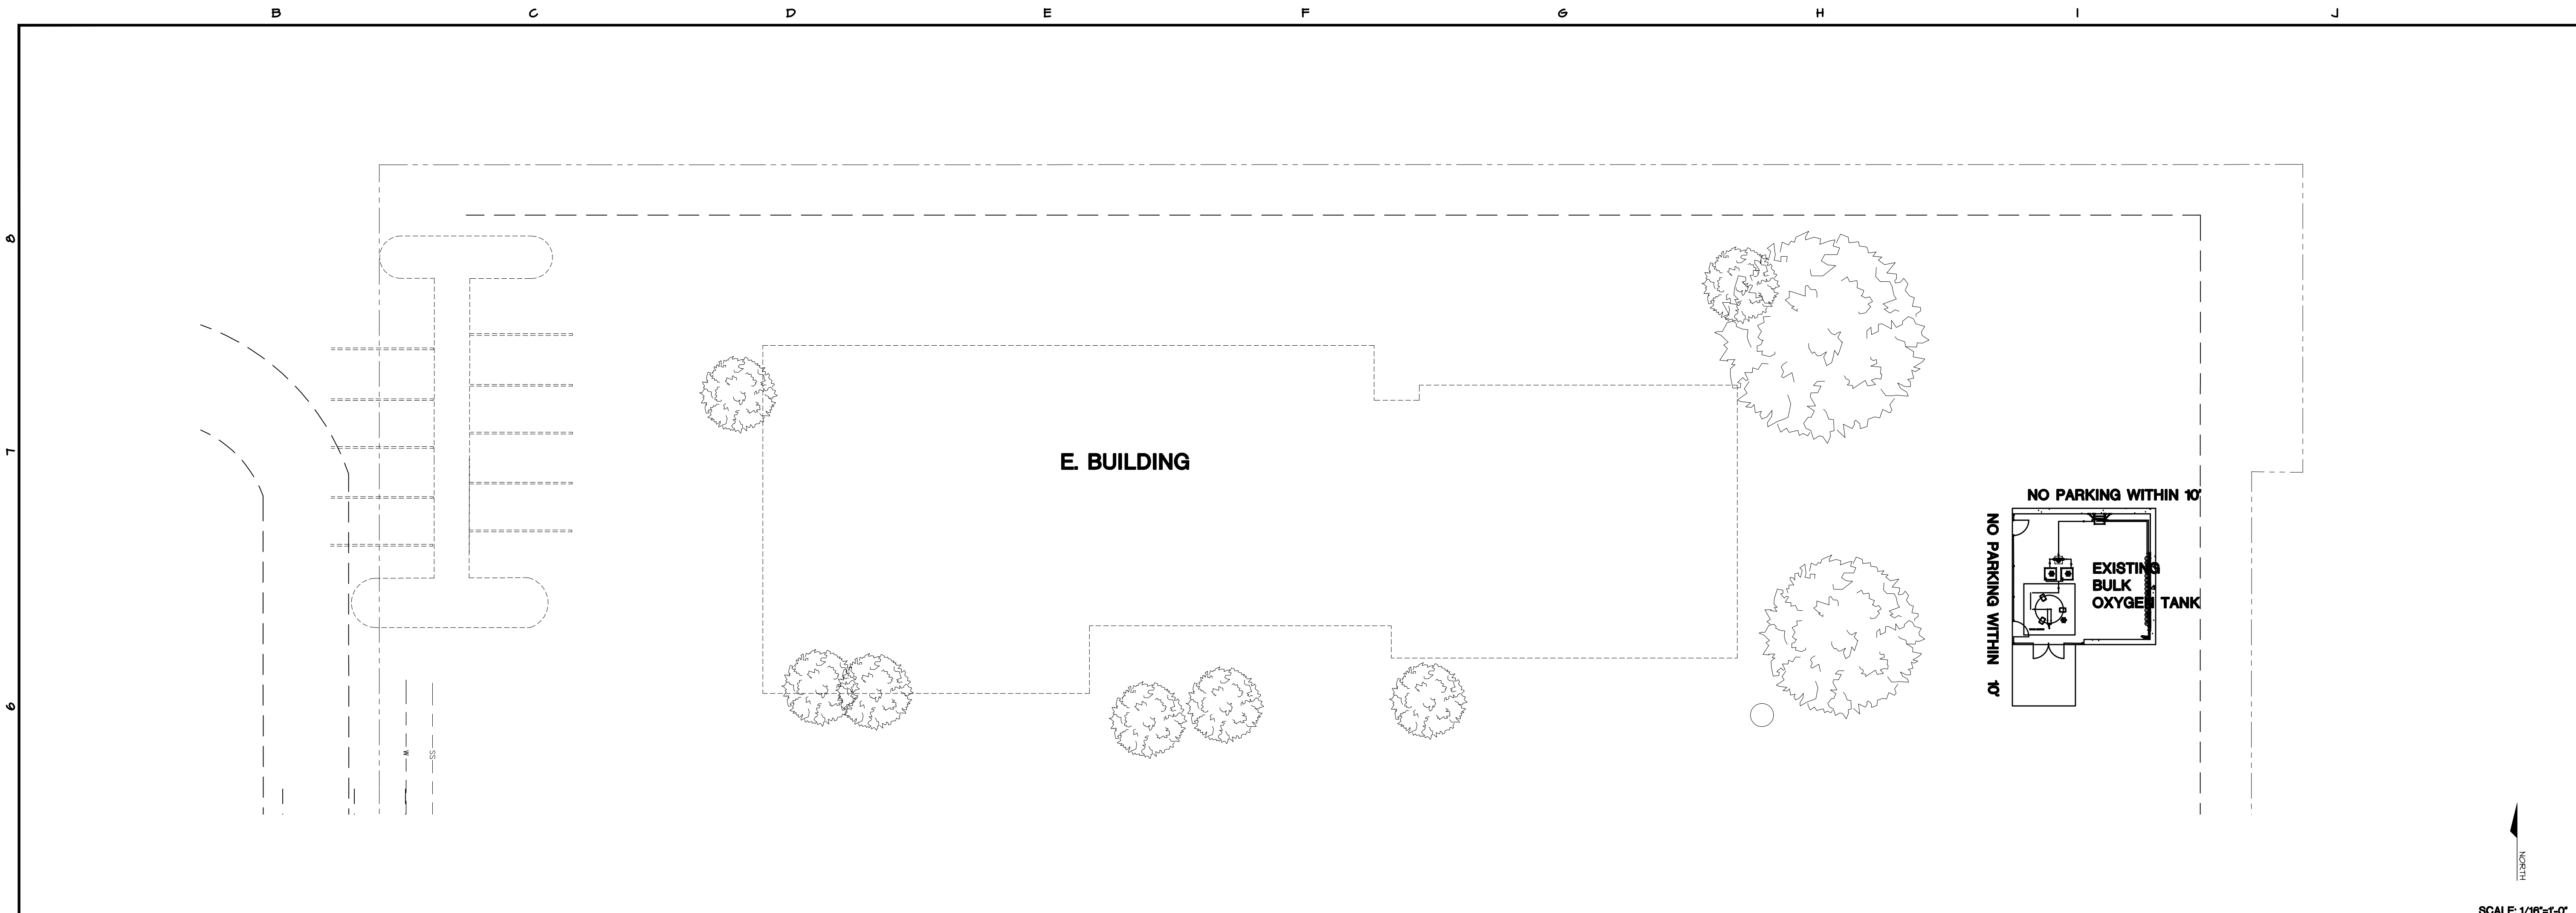 B C D E F G H I J
8
7
E. BUILDING
NO PARKING WITHIN 10'
NO PARKING WITHIN 10'
EXISTING
BULK
OXYGEN TANK
6
W
SS
NORTH
SCALE: 1/16"=1'-0"